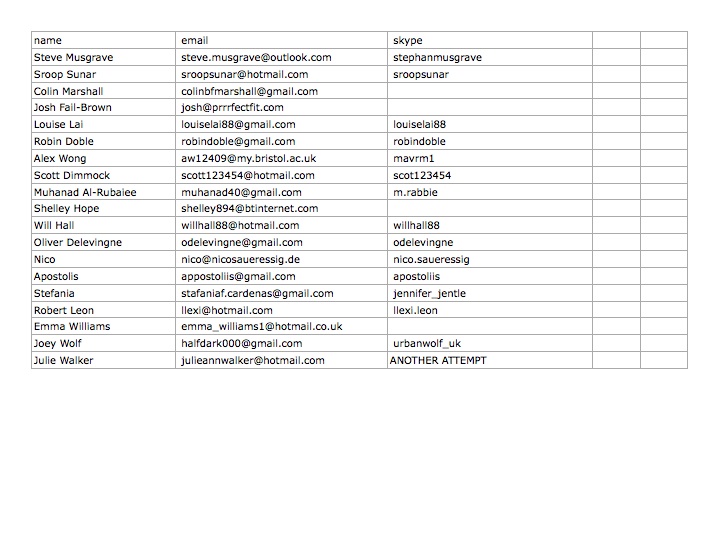 name email skype
Steve Musgrave steve.musgrave@outlook.com stephanmusgrave
Sroop Sunar sroopsunar@hotmail.com sroopsunar
Colin Marshall colinbfmarshall@gmail.com
Josh Fail-Brown josh@prrrfectfit.com
Louise Lai louiselai88@gmail.com louiselai88
Robin Doble robindoble@gmail.com robindoble
Alex Wong aw12409@my.bristol.ac.uk mavrm1
Scott Dimmock scott123454@hotmail.com scot123454
Muhanad Al-Rubaiee muhanad40@gmail.com m.rabbie
Shelley Hope shelley894@btinternet.com
Will Hall willhall88@hotmail.com willhall88
Oliver Delevingne odelevingne@gmail.com odelevingne
Nico nico@nicosaueressig.de nico.saueressig
Apostolis appostoliis@gmail.com apostoliis
Stefania stafaniaf.cardenas@gmail.com jennifer_jentle
Robert Leon llexi@hotmail.com llexi.leon
Emma Williams emma_williams1@hotmail.co.uk
Joey Wolf halfdark000@gmail.com urbanwolf_uk
Julie Walker julieannwalker@hotmail.com ANOTHER ATTEMPT